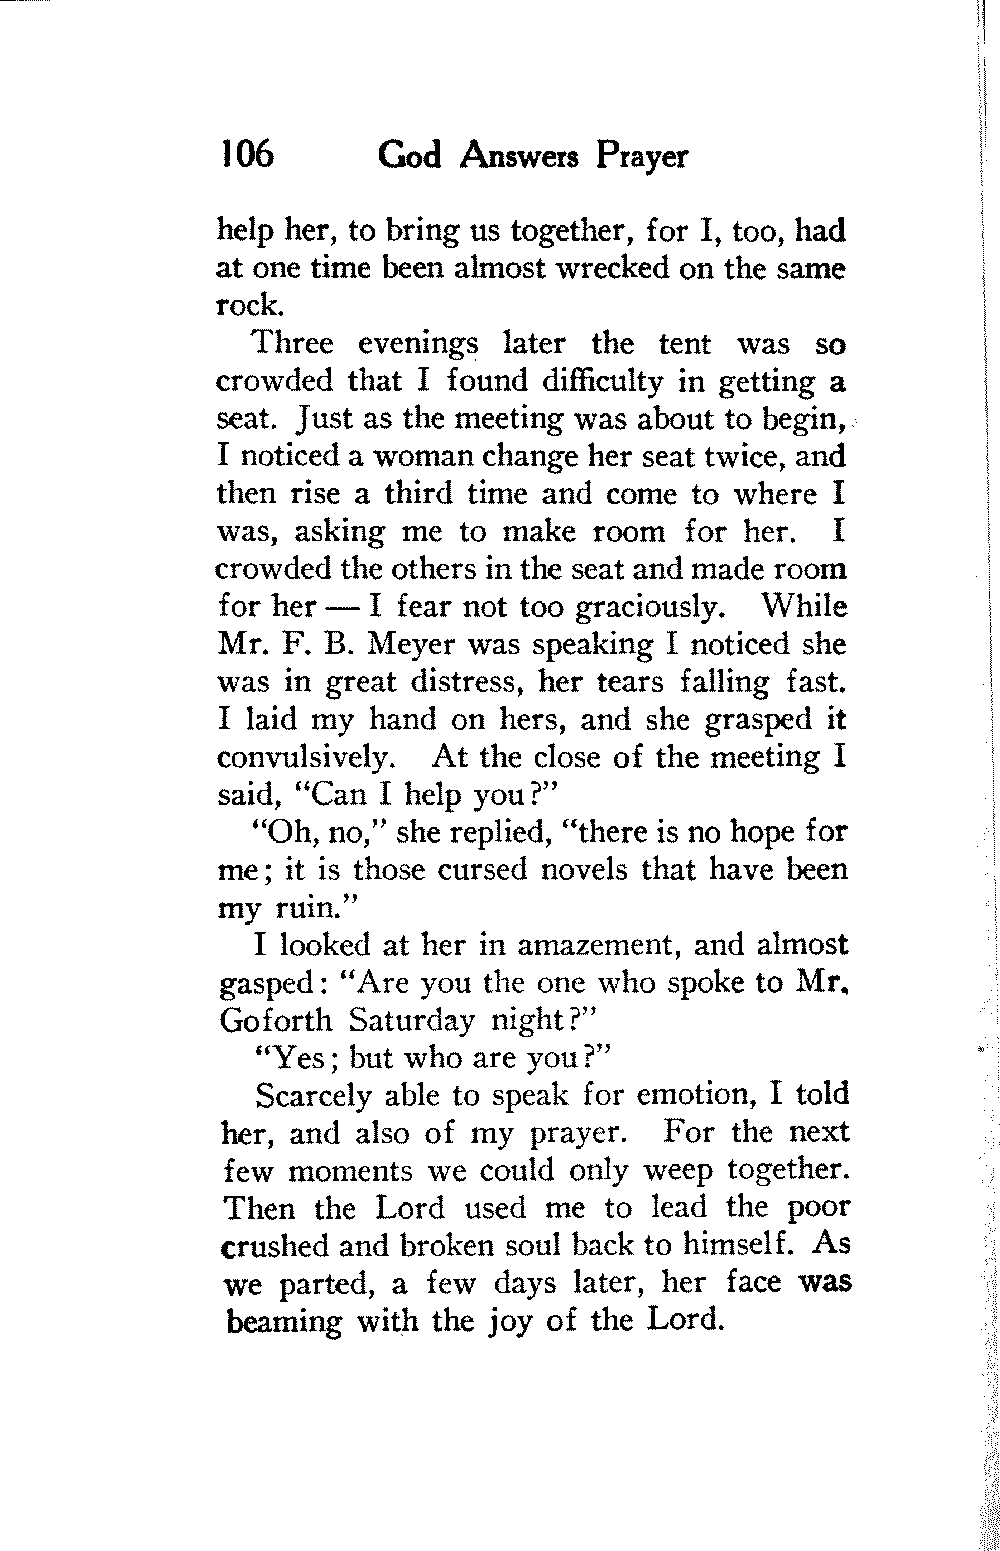 106 God Answers Prayer
help her, to bring us together, for I, too, had
at one time been almost wrecked on the same
rock.
Three evenings later the tent was so
crowded that I found difficulty in getting a
seat. Just as the meeting was about to begin,
I noticed a woman change her seat twice, and
then rise a third time and come to where I
was, asking me to make room for her. I
crowded the others in the seat and made room
for her — I fear not too graciously. While
Mr. F. B. Meyer was speaking I noticed she
was in great distress, her tears falling fast.
I laid my hand on hers, and she grasped it
convulsively. At the close of the meeting I
said, “Can I help you?”
“Oh, no,” she replied, “there is no hope for
me; it is those cursed novels that have been
my ruin.”
I looked at her in amazement, and almost
gasped: “Are you the one who spoke to Mr.
Goforth Saturday night?”
“Yes; but who are you?”
Scarcely able to speak for emotion, I told
her, and also of my prayer. For the next
few moments we could only weep together.
Then the Lord used me to lead the poor
crushed and broken soul back to himself. As
we parted, a few days later, her face was
beaming with the joy of the Lord.